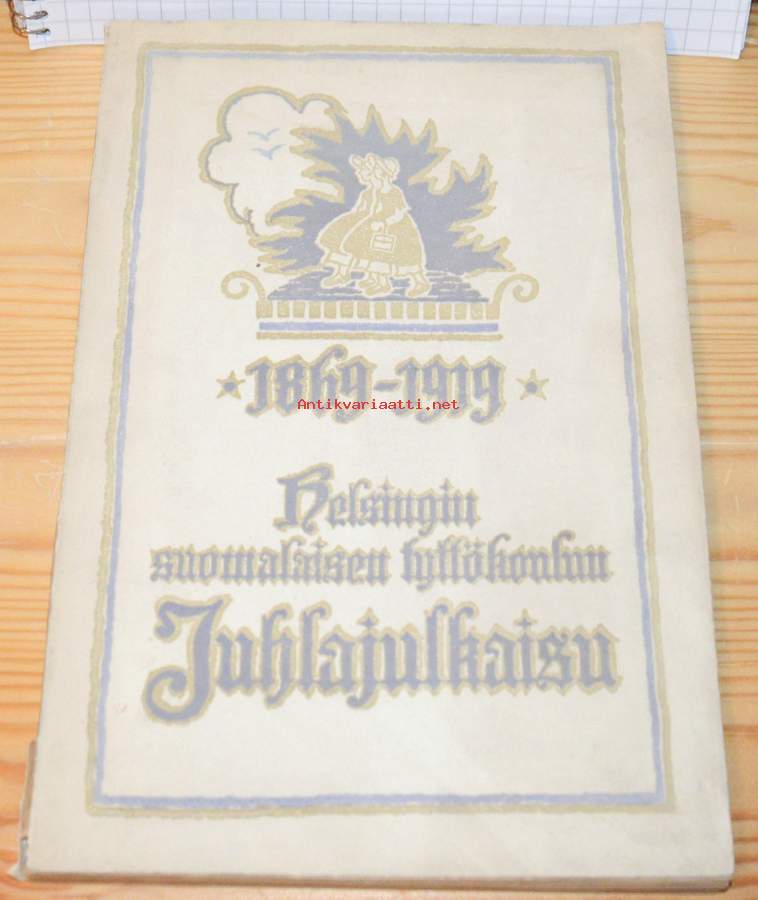 1869-1919
Antikvariaatti.net
Helsingin
suomalaisen tyttökoulun
Juhlajulkaisu